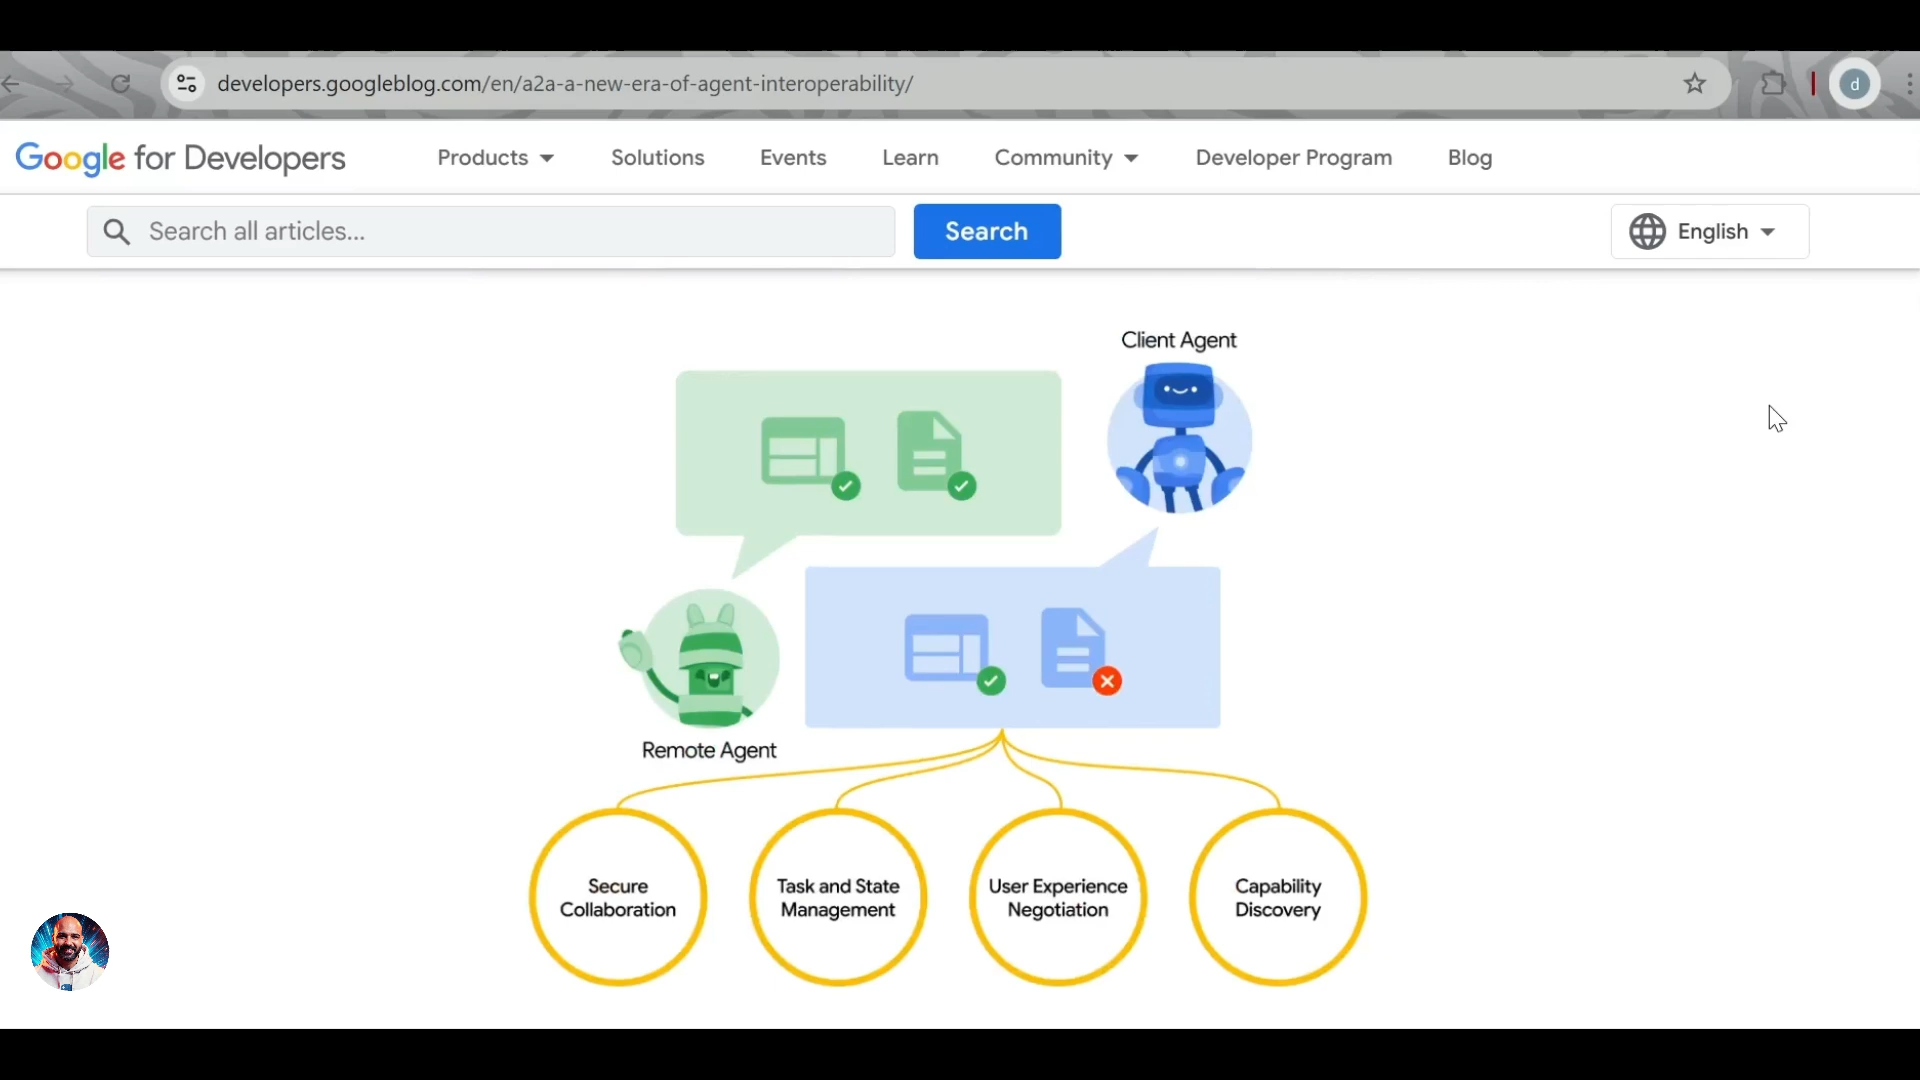 developers.googleblog.com/en/a2a-a-new-era-of-agent-interoperability/
d
Google for Developers
Products
Solutions
Events
Learn
Community
Developer Program
Blog
Search all articles...
Search
English
Client Agent
Remote Agent
Secure
Collaboration
Task and State
Management
User Experience
Negotiation
Capability
Discovery